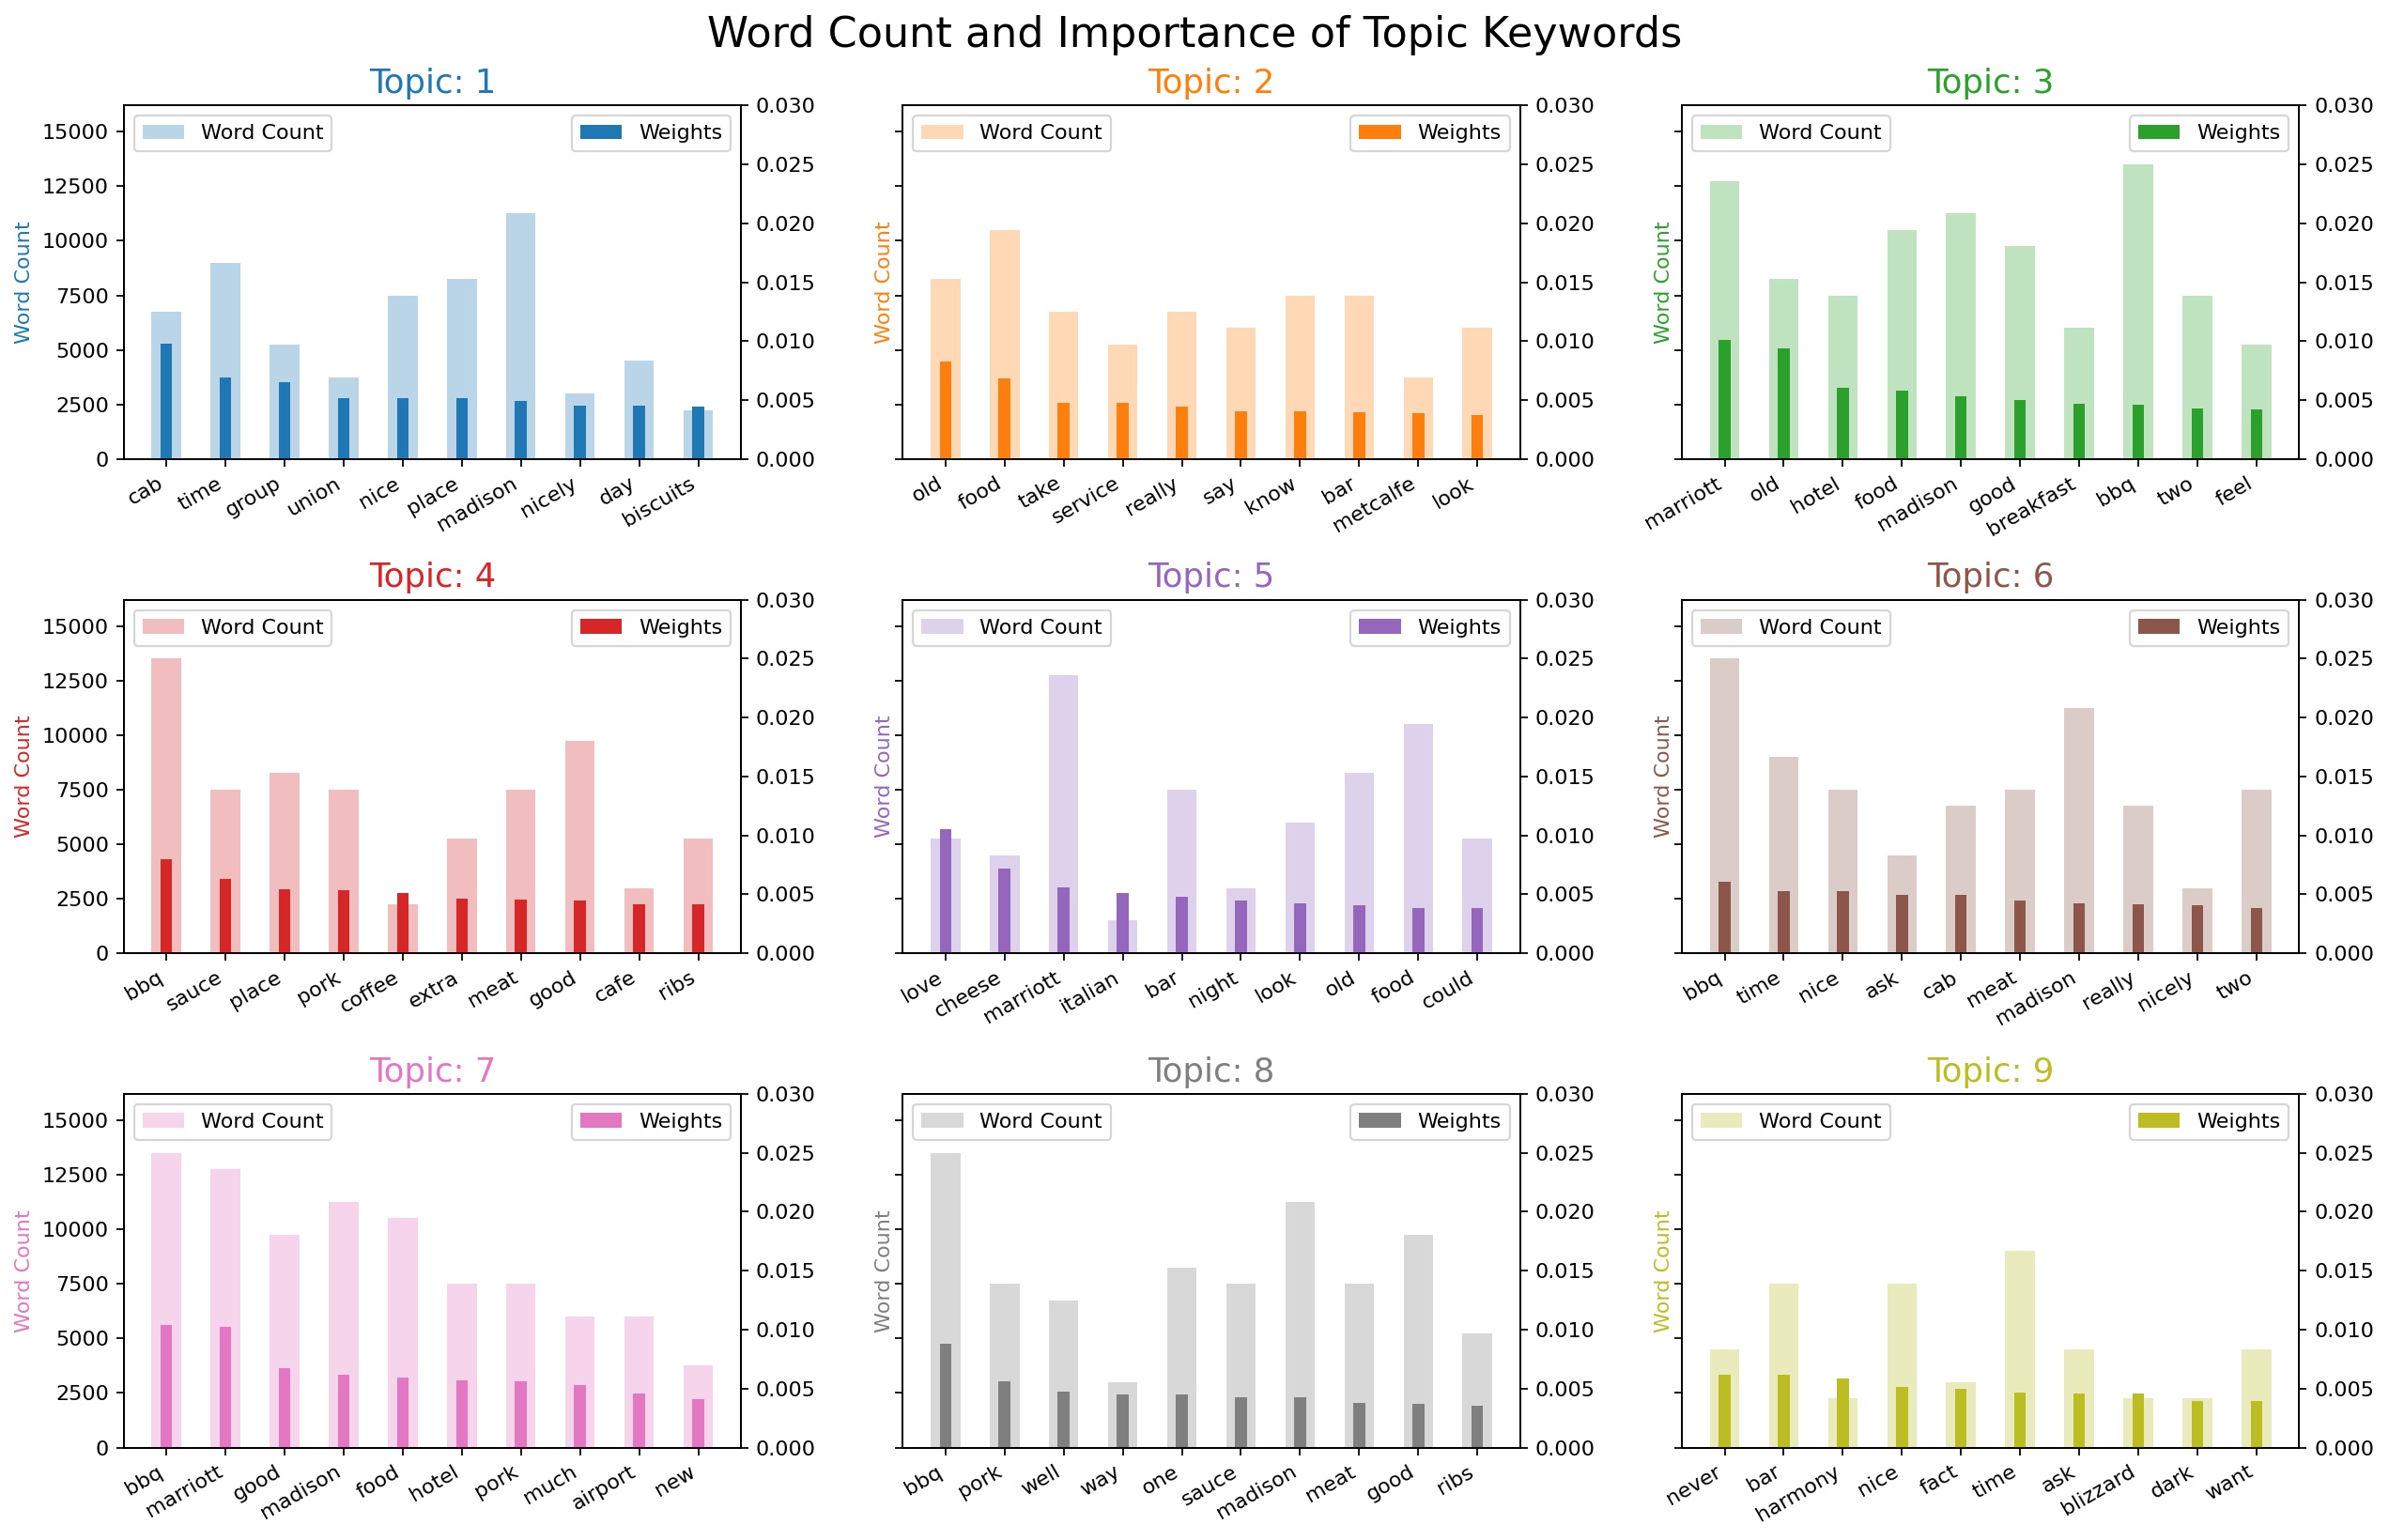 Word Count and Importance of Topic Keywords
Topic: 1
Word Count
Weights
Word Count
15000
12500
10000
7500
5000
2500
0
0.030
0.025
0.020
0.015
0.010
0.005
0.000
cab time group union nice place madison nicely day biscuits
Topic: 2
Word Count
Weights
Word Count
0.030
0.025
0.020
0.015
0.010
0.005
0.000
old food take service really say know bar metcalfe look
Topic: 3
Word Count
Weights
Word Count
0.030
0.025
0.020
0.015
0.010
0.005
0.000
marriott old hotel food madison good breakfast bbq two feel
Topic: 4
Word Count
Weights
Word Count
15000
12500
10000
7500
5000
2500
0
0.030
0.025
0.020
0.015
0.010
0.005
0.000
bbq sauce place pork coffee extra meat good cafe ribs
Topic: 5
Word Count
Weights
Word Count
0.030
0.025
0.020
0.015
0.010
0.005
0.000
love cheese marriott italian bar night look old food could
Topic: 6
Word Count
Weights
Word Count
0.030
0.025
0.020
0.015
0.010
0.005
0.000
bbq time nice ask cab meat madison really nicely two
Topic: 7
Word Count
Weights
Word Count
15000
12500
10000
7500
5000
2500
0
0.030
0.025
0.020
0.015
0.010
0.005
0.000
bbq marriott good madison food hotel pork much airport new
Topic: 8
Word Count
Weights
Word Count
0.030
0.025
0.020
0.015
0.010
0.005
0.000
bbq pork well way one sauce madison meat good ribs
Topic: 9
Word Count
Weights
Word Count
0.030
0.025
0.020
0.015
0.010
0.005
0.000
never bar harmony nice fact time ask blizzard dark want